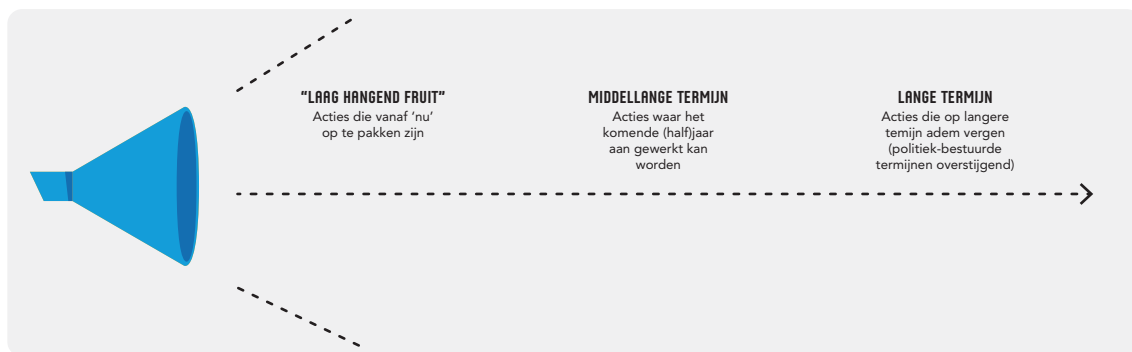 "LAAG HANGEND FRUIT"
Acties die vanaf 'nu'
op te pakken zijn
MIDDELLANGE TERMIJN
Acties waar het
komende (half)jaar
aan gewerkt kan
worden
LANGE TERMIJN
Acties die op langere
temijn adem vergen
(politiek-bestuurde
termijnen overstijgend)